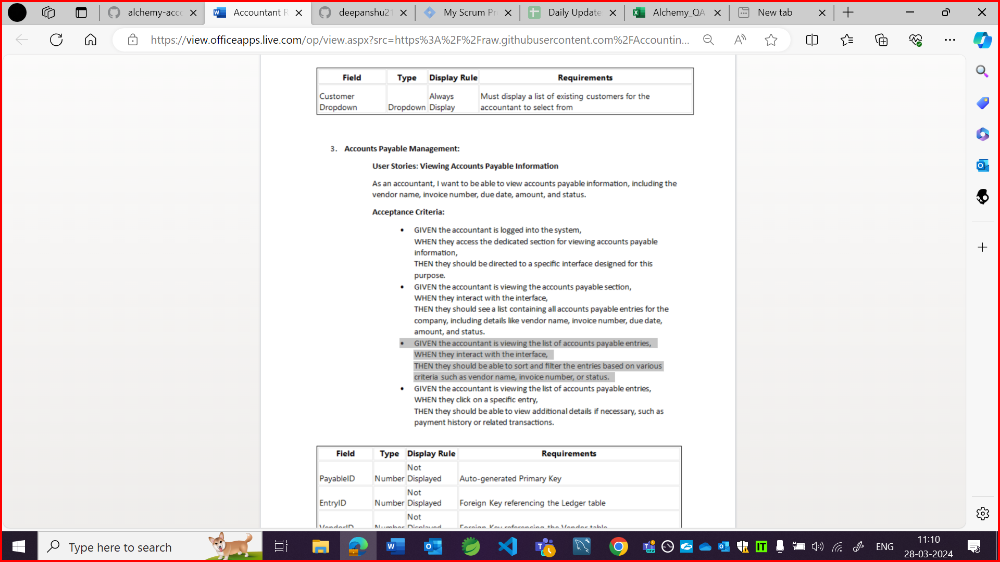 alchemy-acco
Accountant R
deepanshu21
My Scrum Pr
Daily Update
Alchemy_QA
New tab
https://view.officeapps.live.com/op/view.aspx?src=https%3A%2F%2Fraw.githubusercontent.com%2FAccountin...
Field Type Display Rule Requirements
Customer Dropdown Dropdown Always Display Must display a list of existing customers for the
accountant to select from
3. Accounts Payable Management:
User Stories: Viewing Accounts Payable Information
As an accountant, I want to be able to view accounts payable information, including the
vendor name, invoice number, due date, amount, and status.
Acceptance Criteria:
• GIVEN the accountant is logged into the system,
WHEN they access the dedicated section for viewing accounts payable
information,
THEN they should be directed to a specific interface designed for this
purpose.
• GIVEN the accountant is viewing the accounts payable section,
WHEN they interact with the interface,
THEN they should see a list containing all accounts payable entries for the
company, including details like vendor name, invoice number, due date,
amount, and status.
• GIVEN the accountant is viewing the list of accounts payable entries,
WHEN they interact with the interface,
THEN they should be able to sort and filter the entries based on various
criteria such as vendor name, invoice number, or status.
• GIVEN the accountant is viewing the list of accounts payable entries,
WHEN they click on a specific entry,
THEN they should be able to view additional details if necessary, such as
payment history or related transactions.
Field Type Display Rule Requirements
PayableID Number Not Displayed Auto-generated Primary Key
EntryID Number Not Displayed Foreign Key referencing the Ledger table
VendorID Number Not Displayed Foreign Key referencing the Vendor table
Type here to search
ENG
11:10
28-03-2024